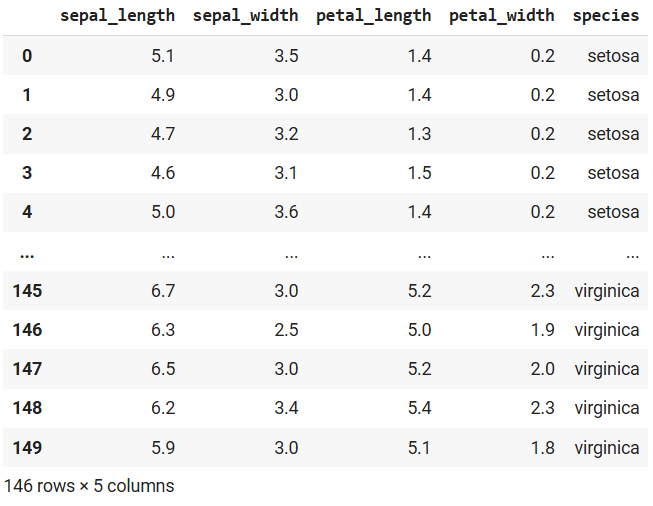 sepal_length sepal_width petal_length petal_width species
0 5.1 3.5 1.4 0.2 setosa
1 4.9 3.0 1.4 0.2 setosa
2 4.7 3.2 1.3 0.2 setosa
3 4.6 3.1 1.5 0.2 setosa
4 5.0 3.6 1.4 0.2 setosa
... ... ... ... ... ...
145 6.7 3.0 5.2 2.3 virginica
146 6.3 2.5 5.0 1.9 virginica
147 6.5 3.0 5.2 2.0 virginica
148 6.2 3.4 5.4 2.3 virginica
149 5.9 3.0 5.1 1.8 virginica
146 rows × 5 columns